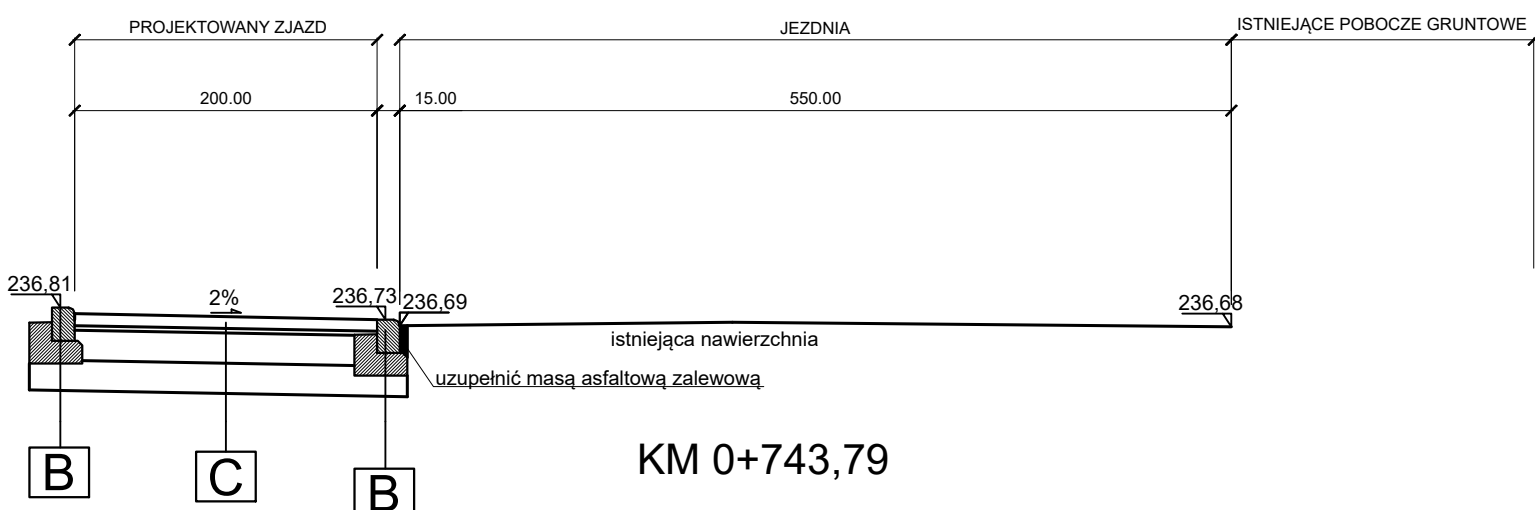 PROJEKTOWANY ZJAZD
JEZDNIA
ISTNIEJĄCE POBOCZE GRUNTOWE
200.00
15.00
550.00
236,81
2%
236,73
236,69
236,68
istniejąca nawierzchnia
uzupełnić masą asfaltową zalewową
B
C
B
KM 0+743,79